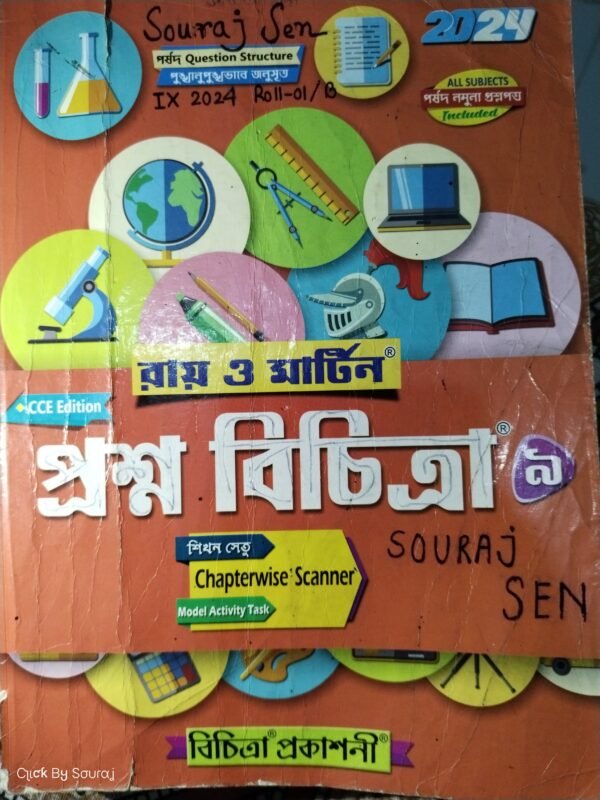 Souraj Sen
2024
পর্ষদ Question Structure
পুঙ্খানুপুঙ্খভাবে অনুসৃত
IX 2024 Roll-01/B
ALL SUBJECTS
পর্ষদ নমুনা প্রশ্নপত্র
Included
রায় ও মার্টিন®
CCE Edition
প্রশ্ন বিচিত্রা® ৯
শিখন সেতু
Chapterwise Scanner
Model Activity Task
SOURAJ
SEN
বিচিত্রা® প্রকাশনী®
Click By Souraj